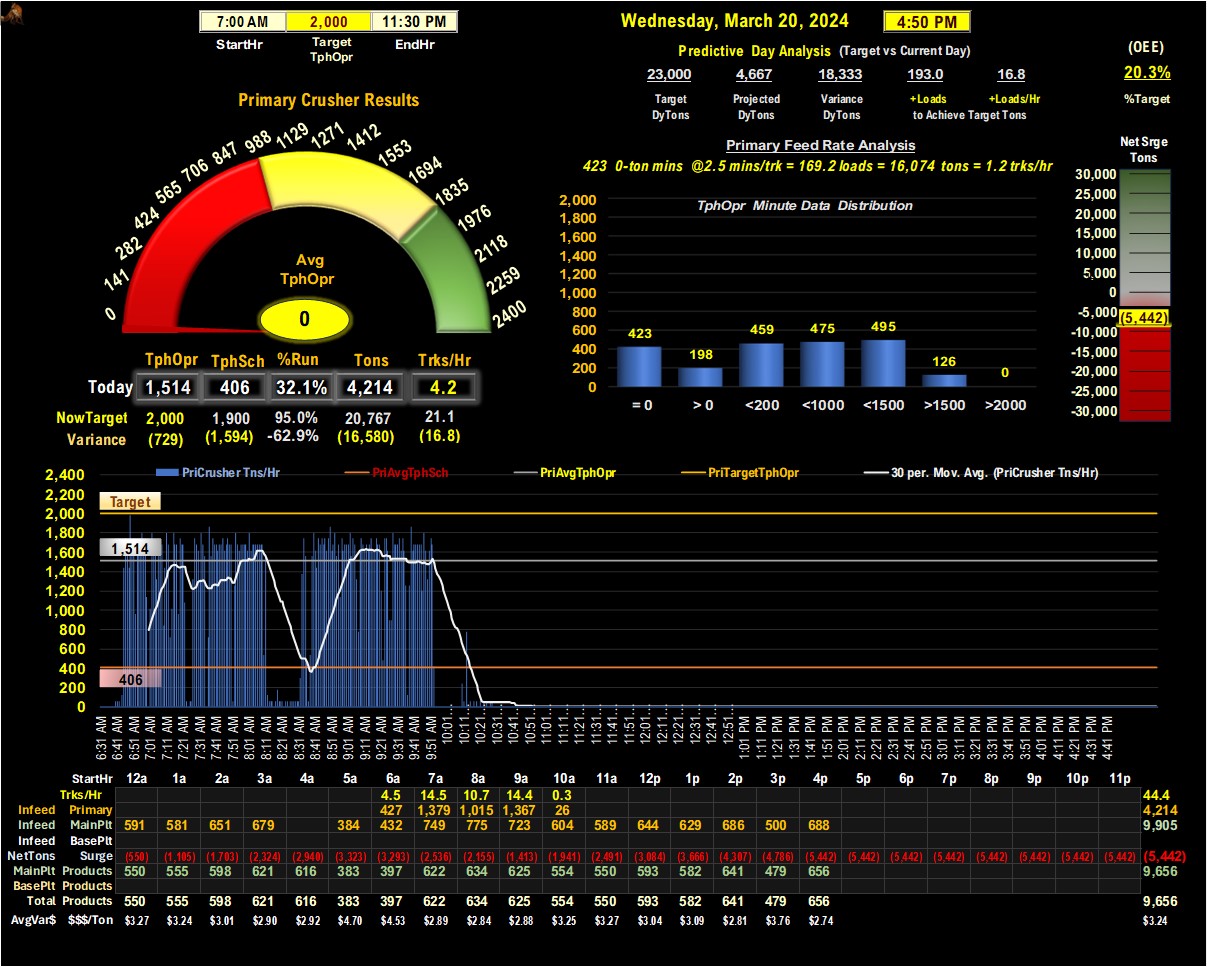 7:00 AM 2,000 11:30 PM
StartHr Target TphOpr EndHr
Wednesday, March 20, 2024 4:50 PM
Predictive Day Analysis (Target vs Current Day)
23,000 4,667 18,333 193.0 16.8
Target DyTons Projected DyTons Variance DyTons +Loads +Loads/Hr
to Achieve Target Tons
(OEE)
20.3%
%Target
Primary Crusher Results
0 141 282 424 565 706 847 988 1129 1271 1412 1553 1694 1835 1976 2118 2259 2400
Avg
TphOpr
0
TphOpr TphSch %Run Tons Trks/Hr
Today 1,514 406 32.1% 4,214 4.2
NowTarget 2,000 1,900 95.0% 20,767 21.1
Variance (729) (1,594) -62.9% (16,580) (16.8)
Primary Feed Rate Analysis
423 0-ton mins @2.5 mins/trk = 169.2 loads = 16,074 tons = 1.2 trks/hr
TphOpr Minute Data Distribution
2,000
1,800
1,600
1,400
1,200
1,000
800
600
400
200
0
423 198 459 475 495 126 0
= 0 > 0 <200 <1000 <1500 >1500 >2000
Net Srge
Tons
30,000
25,000
20,000
15,000
10,000
5,000
0
-5,000
(5,442)
-10,000
-15,000
-20,000
-25,000
-30,000
PriCrusher Tns/Hr PriAvgTphSch PriAvgTphOpr PriTargetTphOpr 30 per. Mov. Avg. (PriCrusher Tns/Hr)
2,400
2,200
2,000
1,800
1,600
1,400
1,200
1,000
800
600
400
200
0
Target
1,514
406
6:31 AM 6:41 AM 6:51 AM 7:01 AM 7:11 AM 7:21 AM 7:31 AM 7:41 AM 7:51 AM 8:01 AM 8:11 AM 8:21 AM 8:31 AM 8:41 AM 8:51 AM 9:01 AM 9:11 AM 9:21 AM 9:31 AM 9:41 AM 9:51 AM 10:01… 10:11… 10:21… 10:31… 10:41… 10:51… 11:01… 11:11… 11:21… 11:31… 11:41… 11:51… 12:01… 12:11… 12:21… 12:31… 12:41… 12:51… 1:01 PM 1:11 PM 1:21 PM 1:31 PM 1:41 PM 1:51 PM 2:01 PM 2:11 PM 2:21 PM 2:31 PM 2:41 PM 2:51 PM 3:01 PM 3:11 PM 3:21 PM 3:31 PM 3:41 PM 3:51 PM 4:01 PM 4:11 PM 4:21 PM 4:31 PM 4:41 PM
StartHr 12a 1a 2a 3a 4a 5a 6a 7a 8a 9a 10a 11a 12p 1p 2p 3p 4p 5p 6p 7p 8p 9p 10p 11p
Trks/Hr 4.5 14.5 10.7 14.4 0.3 44.4
Infeed Primary 427 1,379 1,015 1,367 26 4,214
Infeed MainPlt 591 581 651 679 384 432 749 775 723 604 589 644 629 686 500 688 9,905
Infeed BasePlt
NetTons Surge (550) (1,105) (1,703) (2,324) (2,940) (3,323) (3,293) (2,536) (2,155) (1,413) (1,941) (2,491) (3,084) (3,666) (4,307) (4,786) (5,442) (5,442) (5,442) (5,442) (5,442) (5,442) (5,442) (5,442) (5,442)
MainPlt Products 550 555 598 621 616 383 397 622 634 625 554 550 593 582 641 479 656 9,656
BasePlt Products
Total Products 550 555 598 621 616 383 397 622 634 625 554 550 593 582 641 479 656 9,656
AvgVar$ $$$/Ton $3.27 $3.24 $3.01 $2.90 $2.92 $4.70 $4.53 $2.89 $2.84 $2.88 $3.25 $3.27 $3.04 $3.09 $2.81 $3.76 $2.74 $3.24